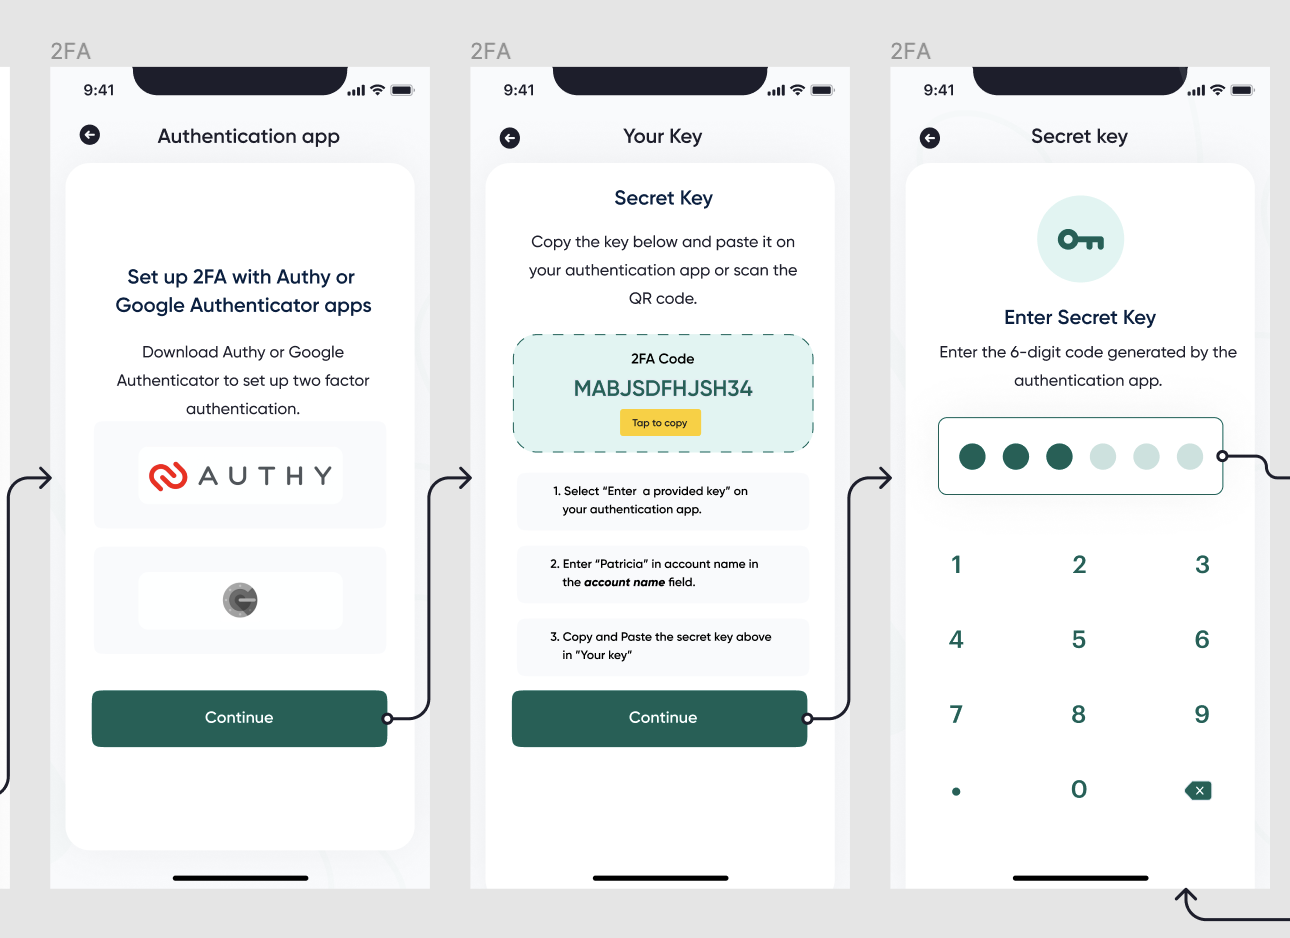 2FA
9:41
Authentication app
Set up 2FA with Authy or
Google Authenticator apps
Download Authy or Google
Authenticator to set up two factor
authentication.
AUTHY
Continue
2FA
9:41
Your Key
Secret Key
Copy the key below and paste it on
your authentication app or scan the
QR code.
2FA Code
MABJSDFHJSH34
Tap to copy
1. Select “Enter  a provided key” on
your authentication app.
2. Enter “Patricia” in account name in
the account name field.
3. Copy and Paste the secret key above
in ”Your key”
Continue
2FA
9:41
Secret key
Enter Secret Key
Enter the 6-digit code generated by the
authentication app.
1 2 3
4 5 6
7 8 9
. 0